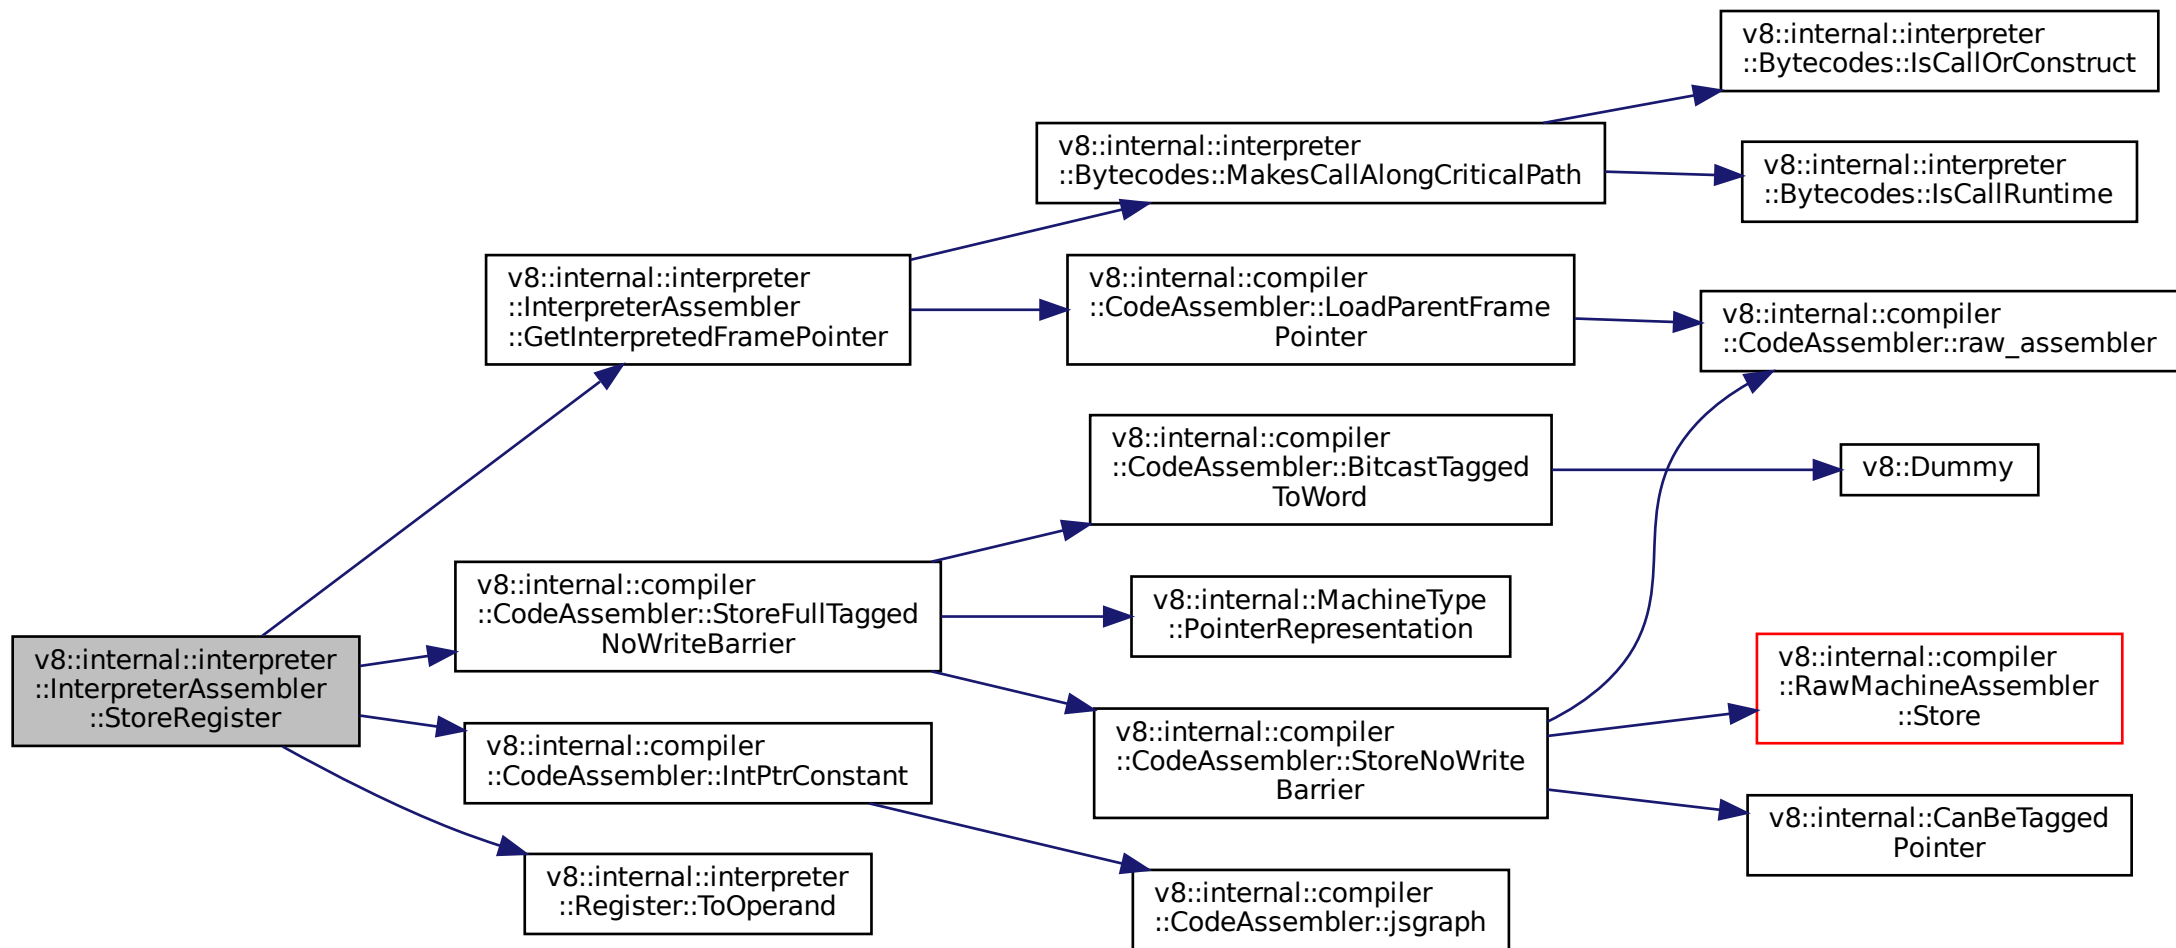 v8::internal::interpreter
::Bytecodes::IsCallOrConstruct
v8::internal::interpreter
::Bytecodes::MakesCallAlongCriticalPath
v8::internal::interpreter
::Bytecodes::IsCallRuntime
v8::internal::interpreter
::InterpreterAssembler
::GetInterpretedFramePointer
v8::internal::compiler
::CodeAssembler::LoadParentFrame
Pointer
v8::internal::compiler
::CodeAssembler::raw_assembler
v8::internal::compiler
::CodeAssembler::BitcastTagged
ToWord
v8::Dummy
v8::internal::compiler
::CodeAssembler::StoreFullTagged
NoWriteBarrier
v8::internal::MachineType
::PointerRepresentation
v8::internal::interpreter
::InterpreterAssembler
::StoreRegister
v8::internal::compiler
::RawMachineAssembler
::Store
v8::internal::compiler
::CodeAssembler::IntPtrConstant
v8::internal::compiler
::CodeAssembler::StoreNoWrite
Barrier
v8::internal::CanBeTagged
Pointer
v8::internal::interpreter
::Register::ToOperand
v8::internal::compiler
::CodeAssembler::jsgraph